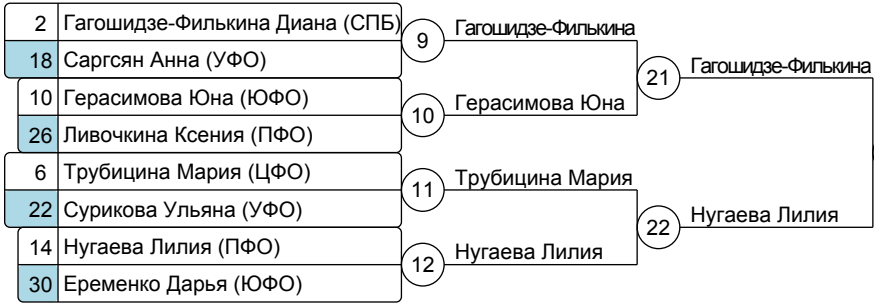 2 Гагошидзе-Филькина Диана (СПБ)
18 Саргсян Анна (УФО)
10 Герасимова Юна (ЮФО)
26 Ливочкина Ксения (ПФО)
6 Трубицина Мария (ЦФО)
22 Сурикова Ульяна (УФО)
14 Нугаева Лилия (ПФО)
30 Еременко Дарья (ЮФО)
9 Гагошидзе-Филькина
10 Герасимова Юна
11 Трубицина Мария
12 Нугаева Лилия
21 Гагошидзе-Филькина
22 Нугаева Лилия